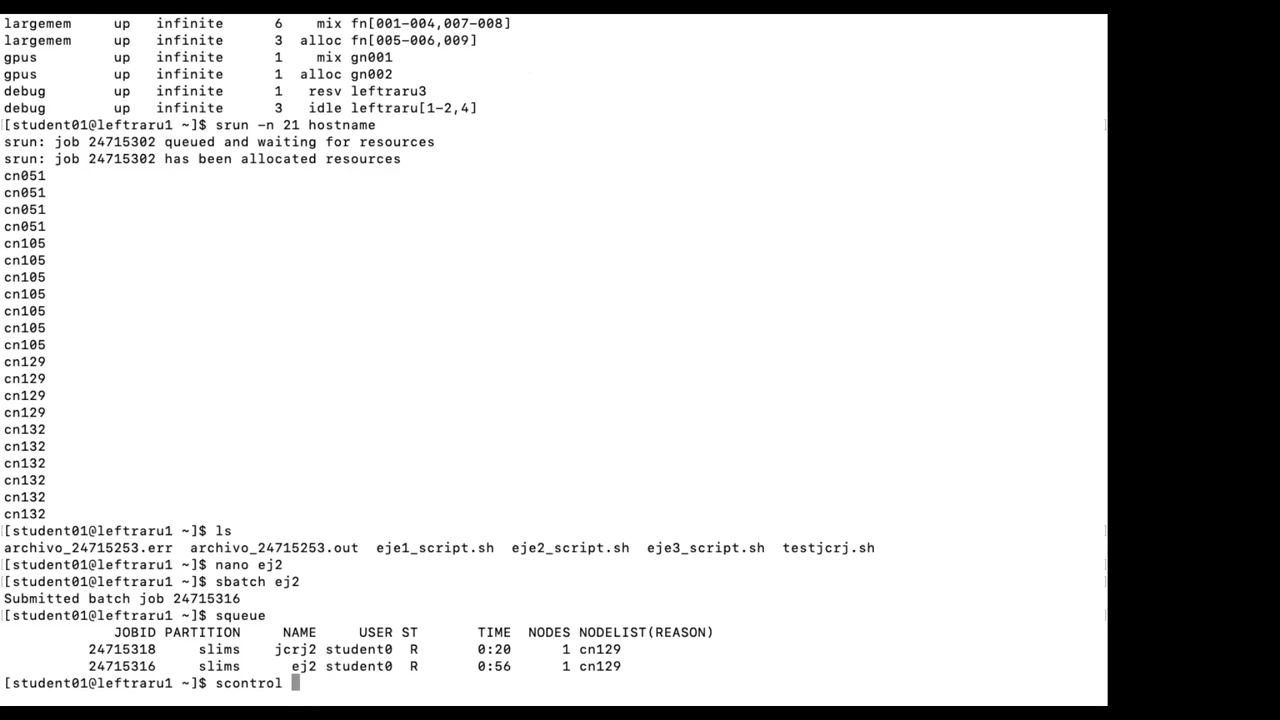 largemem     up   infinite      6    mix fn[001-004,007-008]
largemem     up   infinite      3  alloc fn[005-006,009]
gpus         up   infinite      1    mix gn001
gpus         up   infinite      1  alloc gn002
debug        up   infinite      1   resv leftraru3
debug        up   infinite      3   idle leftraru[1-2,4]
[student01@leftraru1 ~]$ srun -n 21 hostname
srun: job 24715302 queued and waiting for resources
srun: job 24715302 has been allocated resources
cn051
cn051
cn051
cn051
cn105
cn105
cn105
cn105
cn105
cn105
cn105
cn129
cn129
cn129
cn129
cn132
cn132
cn132
cn132
cn132
cn132
[student01@leftraru1 ~]$ ls
archivo_24715253.err  archivo_24715253.out  eje1_script.sh  eje2_script.sh  eje3_script.sh  testjcrj.sh
[student01@leftraru1 ~]$ nano ej2
[student01@leftraru1 ~]$ sbatch ej2
Submitted batch job 24715316
[student01@leftraru1 ~]$ squeue
             JOBID PARTITION     NAME     USER ST       TIME  NODES NODELIST(REASON)
          24715318     slims    jcrj2 student0  R       0:20      1 cn129
          24715316     slims      ej2 student0  R       0:56      1 cn129
[student01@leftraru1 ~]$ scontrol